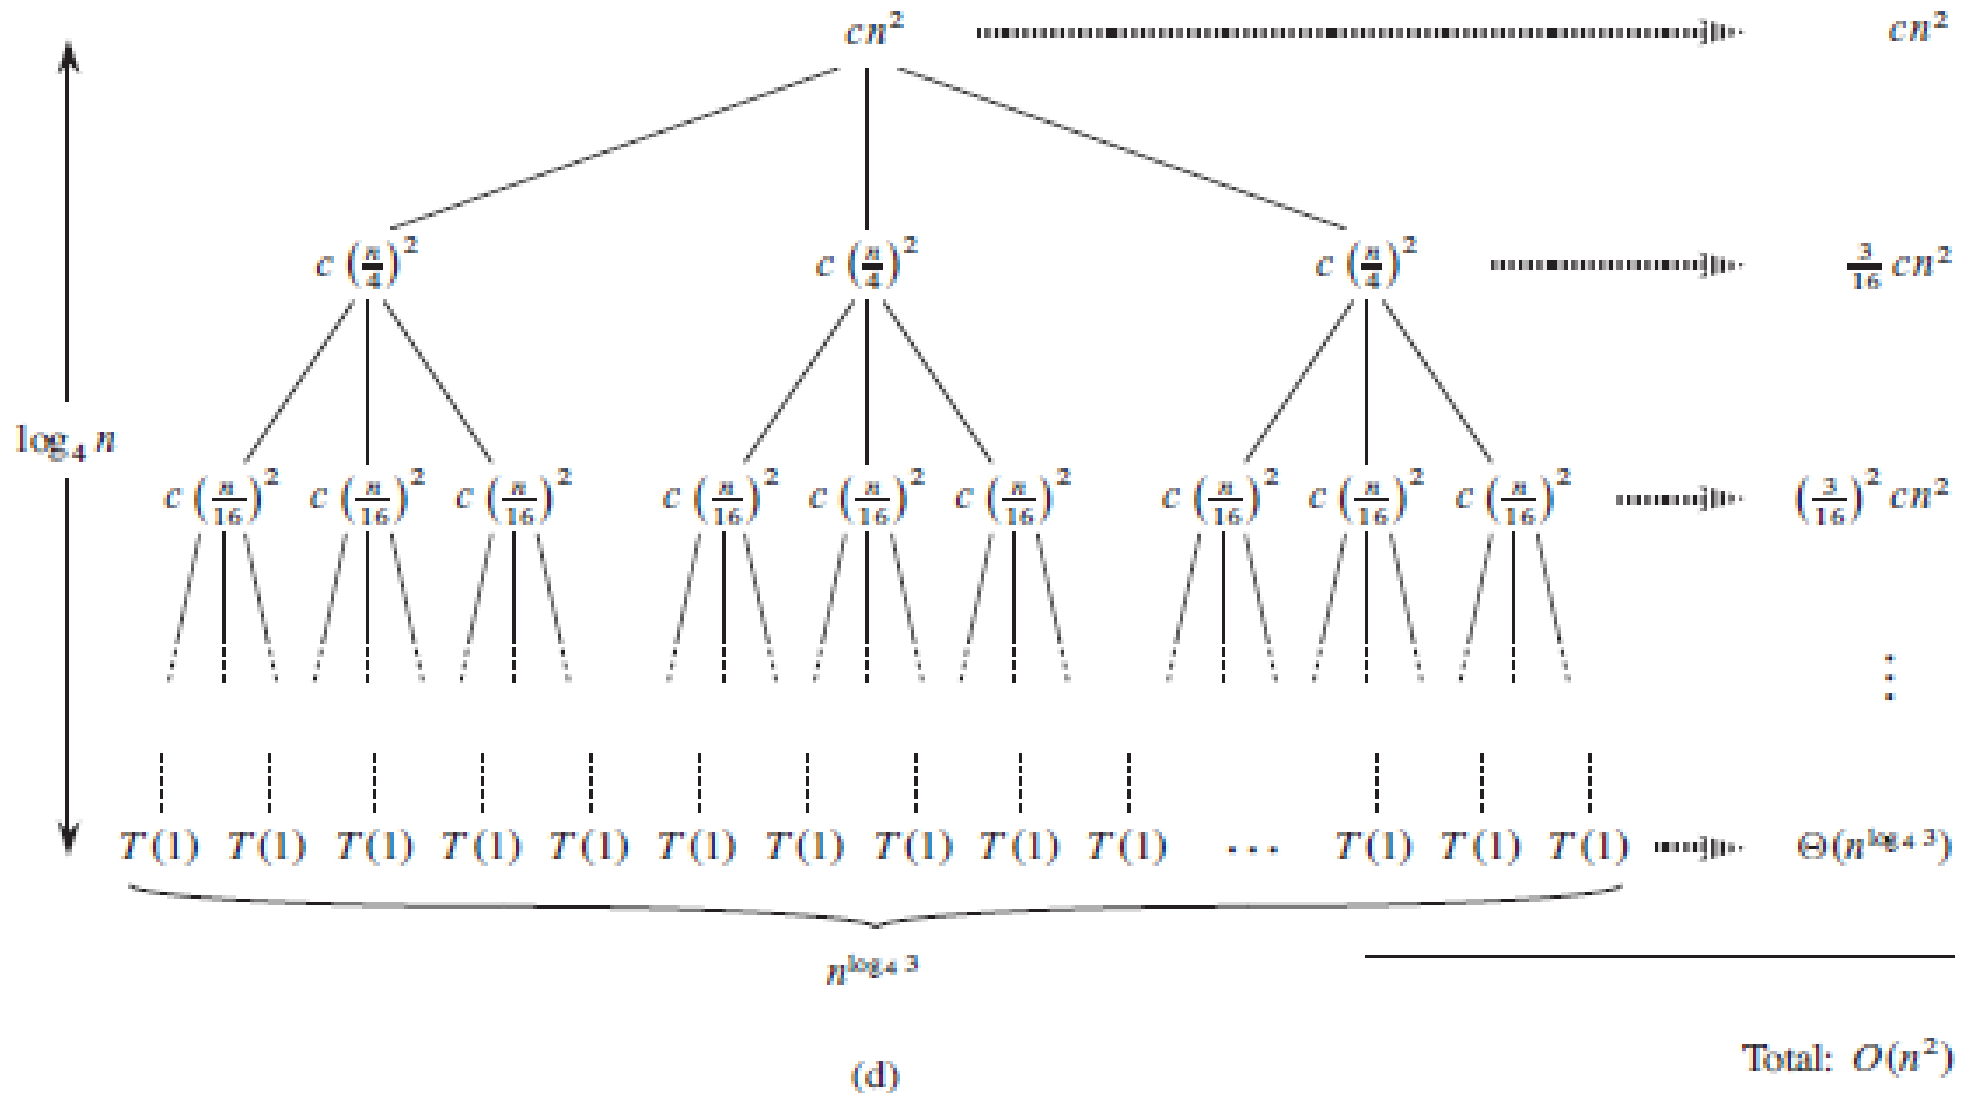 cn² cn²
c (n/4)² c (n/4)² c (n/4)² 3/16 cn²
log₄ n
c (n/16)² c (n/16)² c (n/16)² c (n/16)² c (n/16)² c (n/16)² c (n/16)² c (n/16)² c (n/16)² (3/16)² cn²
⋮
T(1) T(1) T(1) T(1) T(1) T(1) T(1) T(1) T(1) T(1) ... T(1) T(1) T(1) Θ(n^(log₄ 3))
n^(log₄ 3)
Total: O(n²)
(d)